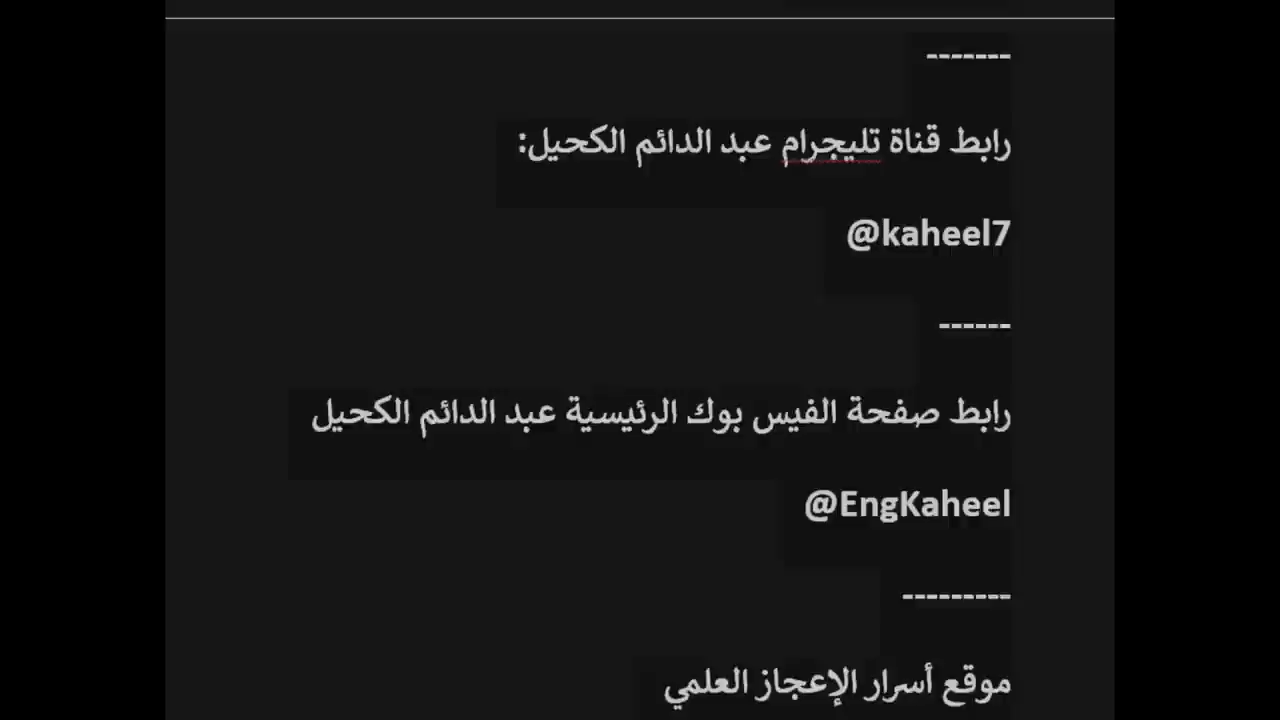 -------
رابط قناة تليجرام عبد الدائم الكحيل:
@kaheel7
------
رابط صفحة الفيس بوك الرئيسية عبد الدائم الكحيل
@EngKaheel
---------
موقع أسرار الإعجاز العلمي